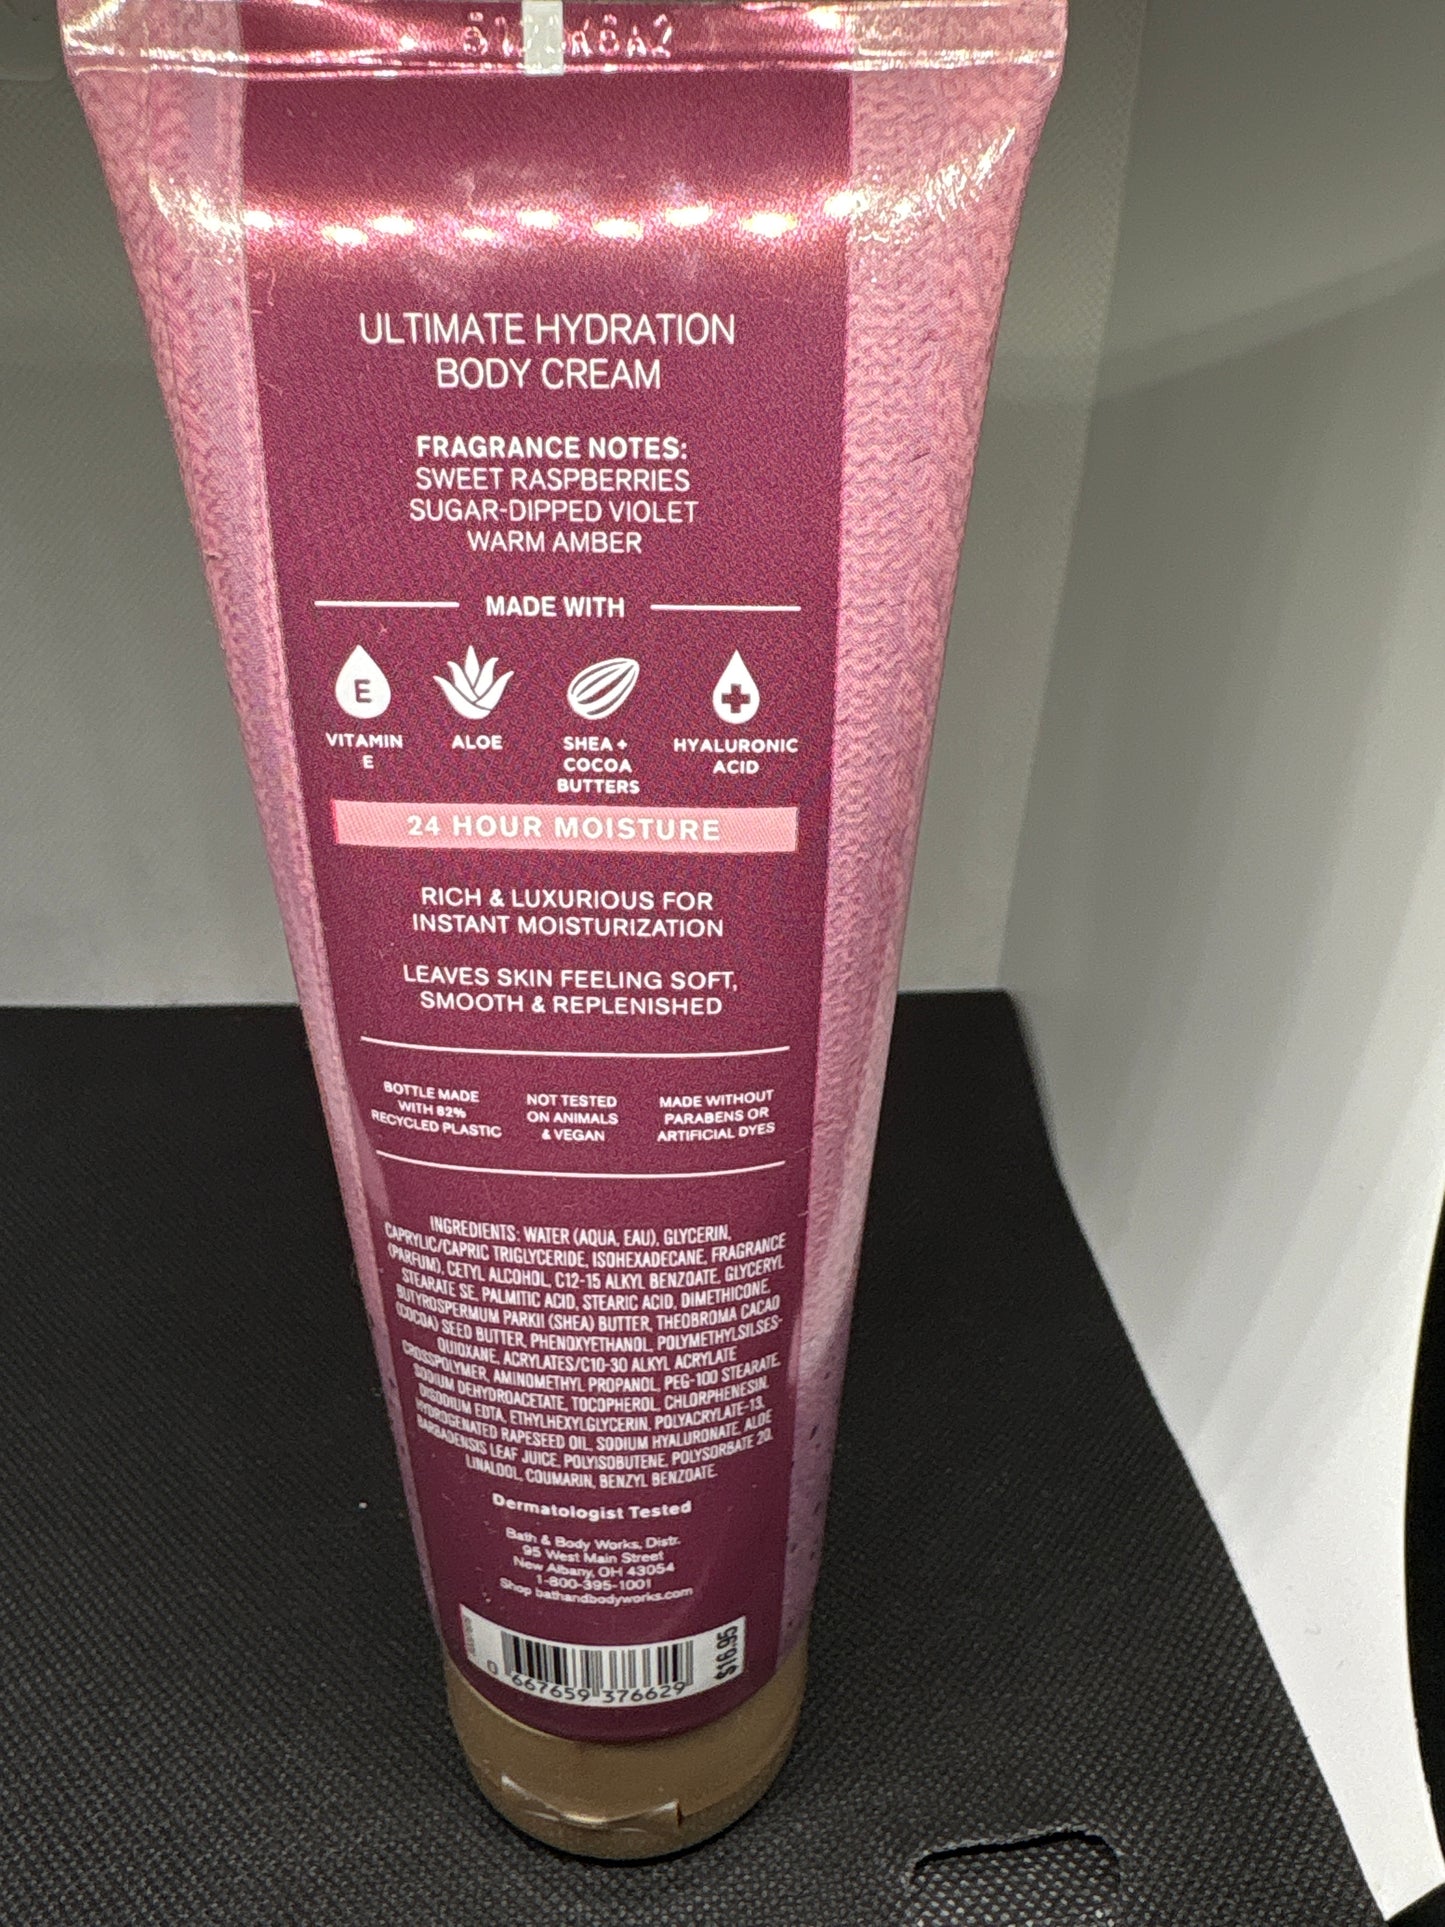 ULTIMATE HYDRATION
BODY CREAM
FRAGRANCE NOTES:
SWEET RASPBERRIES
SUGAR-DIPPED VIOLET
WARM AMBER
MADE WITH
E
VITAMIN
E
ALOE
SHEA +
COCOA
BUTTERS
HYALURONIC
ACID
24 HOUR MOISTURE
RICH & LUXURIOUS FOR
INSTANT MOISTURIZATION
LEAVES SKIN FEELING SOFT,
SMOOTH & REPLENISHED
BOTTLE MADE
WITH 82%
RECYCLED PLASTIC
NOT TESTED
ON ANIMALS
& VEGAN
MADE WITHOUT
PARABENS OR
ARTIFICIAL DYES
INGREDIENTS: WATER (AQUA, EAU), GLYCERIN,
CAPRYLIC/CAPRIC TRIGLYCERIDE, ISOHEXADECANE, FRAGRANCE
(PARFUM), CETYL ALCOHOL, C12-15 ALKYL BENZOATE, GLYCERYL
STEARATE SE, PALMITIC ACID, STEARIC ACID, DIMETHICONE,
BUTYROSPERMUM PARKII (SHEA) BUTTER, THEOBROMA CACAO
(COCOA) SEED BUTTER, PHENOXYETHANOL, POLYMETHYLSILSES-
QUIOXANE, ACRYLATES/C10-30 ALKYL ACRYLATE
CROSSPOLYMER, AMINOMETHYL PROPANOL, PEG-100 STEARATE,
SODIUM DEHYDROACETATE, TOCOPHEROL, CHLORPHENESIN,
DISODIUM EDTA, ETHYLHEXYLGLYCERIN, POLYACRYLATE-13,
HYDROGENATED RAPESEED OIL, SODIUM HYALURONATE, ALOE
BARBADENSIS LEAF JUICE, POLYISOBUTENE, POLYSORBATE 20,
LINALOOL, COUMARIN, BENZYL BENZOATE.
Dermatologist Tested
Bath & Body Works, Distr.
95 West Main Street
New Albany, OH 43054
1-800-395-1001
Shop bathandbodyworks.com
0 667659 376629
$16.95